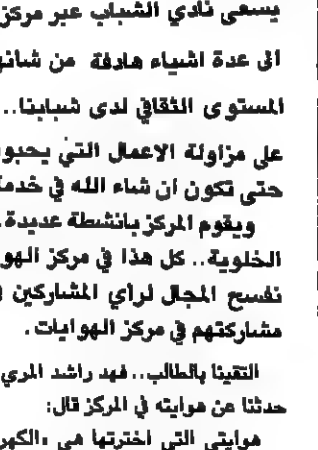 يسعى نادي الشباب عبر مركز
الى عدة اشياء هادفة من شانها
المستوى الثقافي لدى شبابنا..
على مزاولة الاعمال التي يحبو
حتى تكون ان شاء الله في خدمة
ويقوم المركز بانشطة عديدة.
الخلوية.. كل هذا في مركز الهو
نفسح المجال لراي المشاركين
مشاركتهم في مركز الهوايات.
التقينا بالطالب.. فهد راشد المري
حدثنا عن هوايته في المركز قال:
هوايتي التي اخترتها هي «الكهر